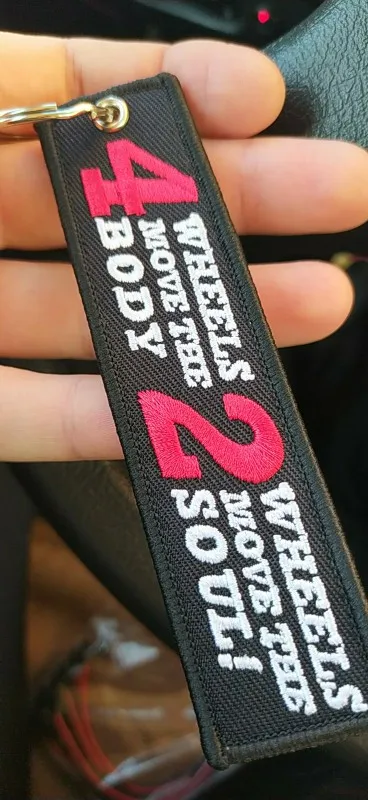 4 WHEELS
MOVE THE
BODY
2 WHEELS
MOVE THE
SOUL!